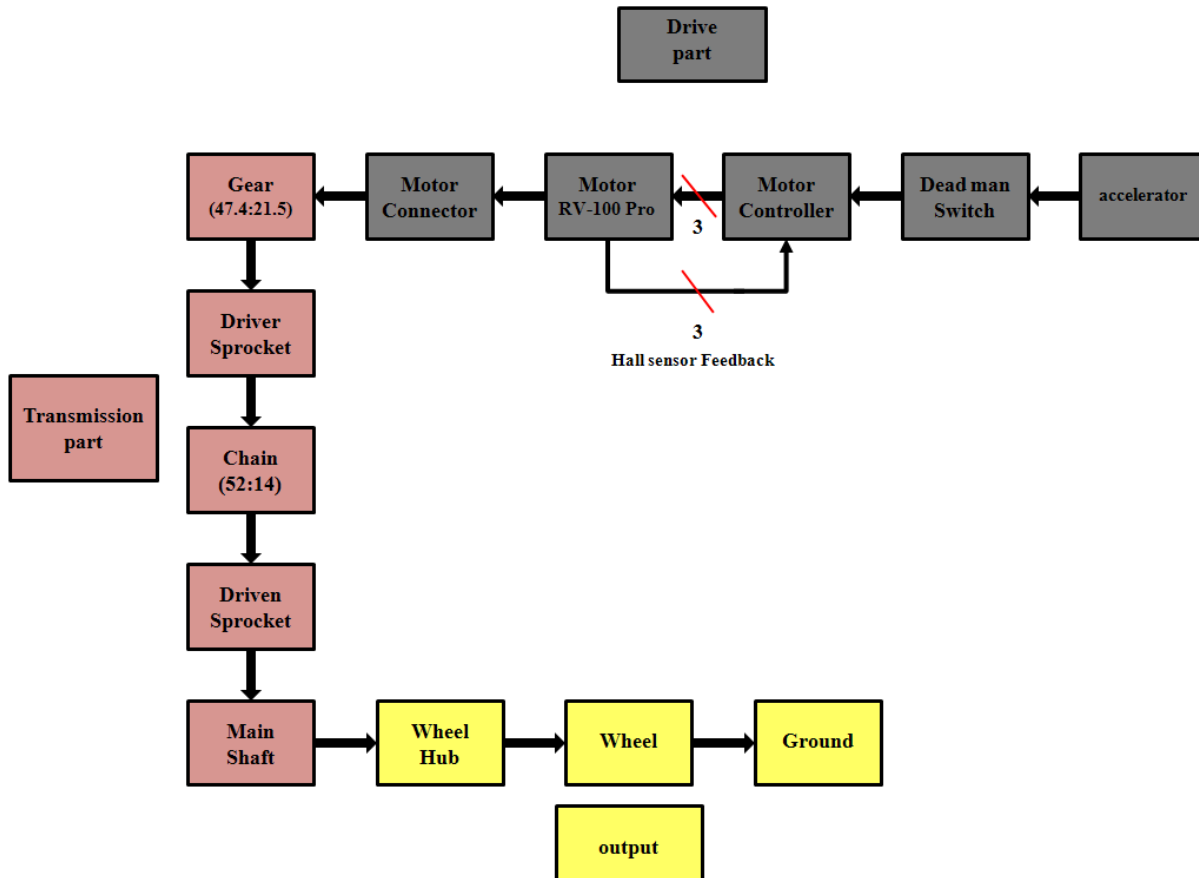 Drive
part
Gear
(47.4:21.5)
Motor
Connector
Motor
RV-100 Pro
3
Motor
Controller
Dead man
Switch
accelerator
3
Hall sensor Feedback
Driver
Sprocket
Transmission
part
Chain
(52:14)
Driven
Sprocket
Main
Shaft
Wheel
Hub
Wheel
Ground
output